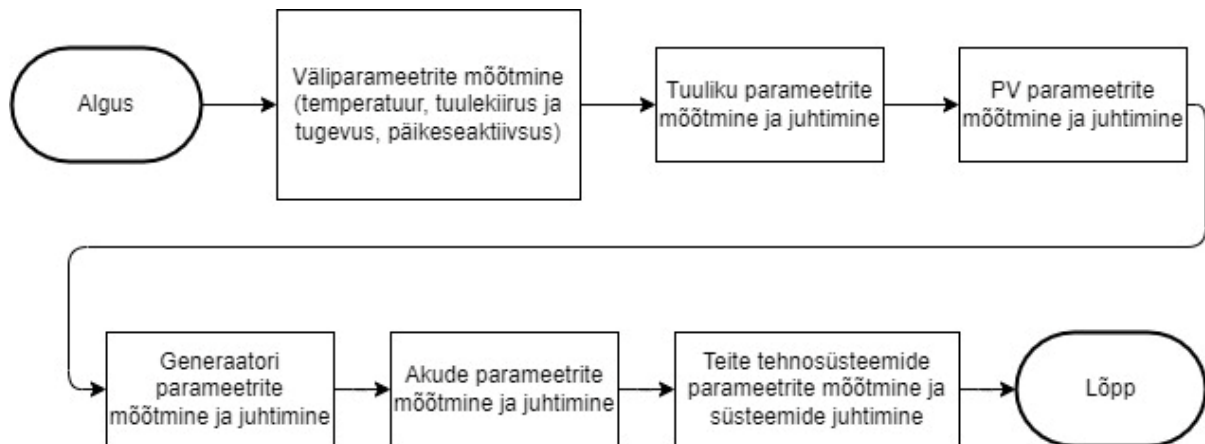 Algus
Väliparameetrite mõõtmine
(temperatuur, tuulekiirus ja
tugevus, päikeseaktiivsus)
Tuuliku parameetrite
mõõtmine ja juhtimine
PV parameetrite
mõõtmine ja juhtimine
Generaatori
parameetrite
mõõtmine ja juhtimine
Akude parameetrite
mõõtmine ja juhtimine
Teite tehnosüsteemide
parameetrite mõõtmine ja
süsteemide juhtimine
Lõpp